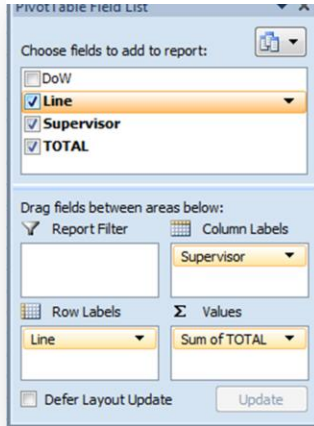 PivotTable Field List
Choose fields to add to report:
DoW
Line
Supervisor
TOTAL
Drag fields between areas below:
Report Filter
Column Labels
Supervisor
Row Labels
Σ Values
Line
Sum of TOTAL
Defer Layout Update
Update